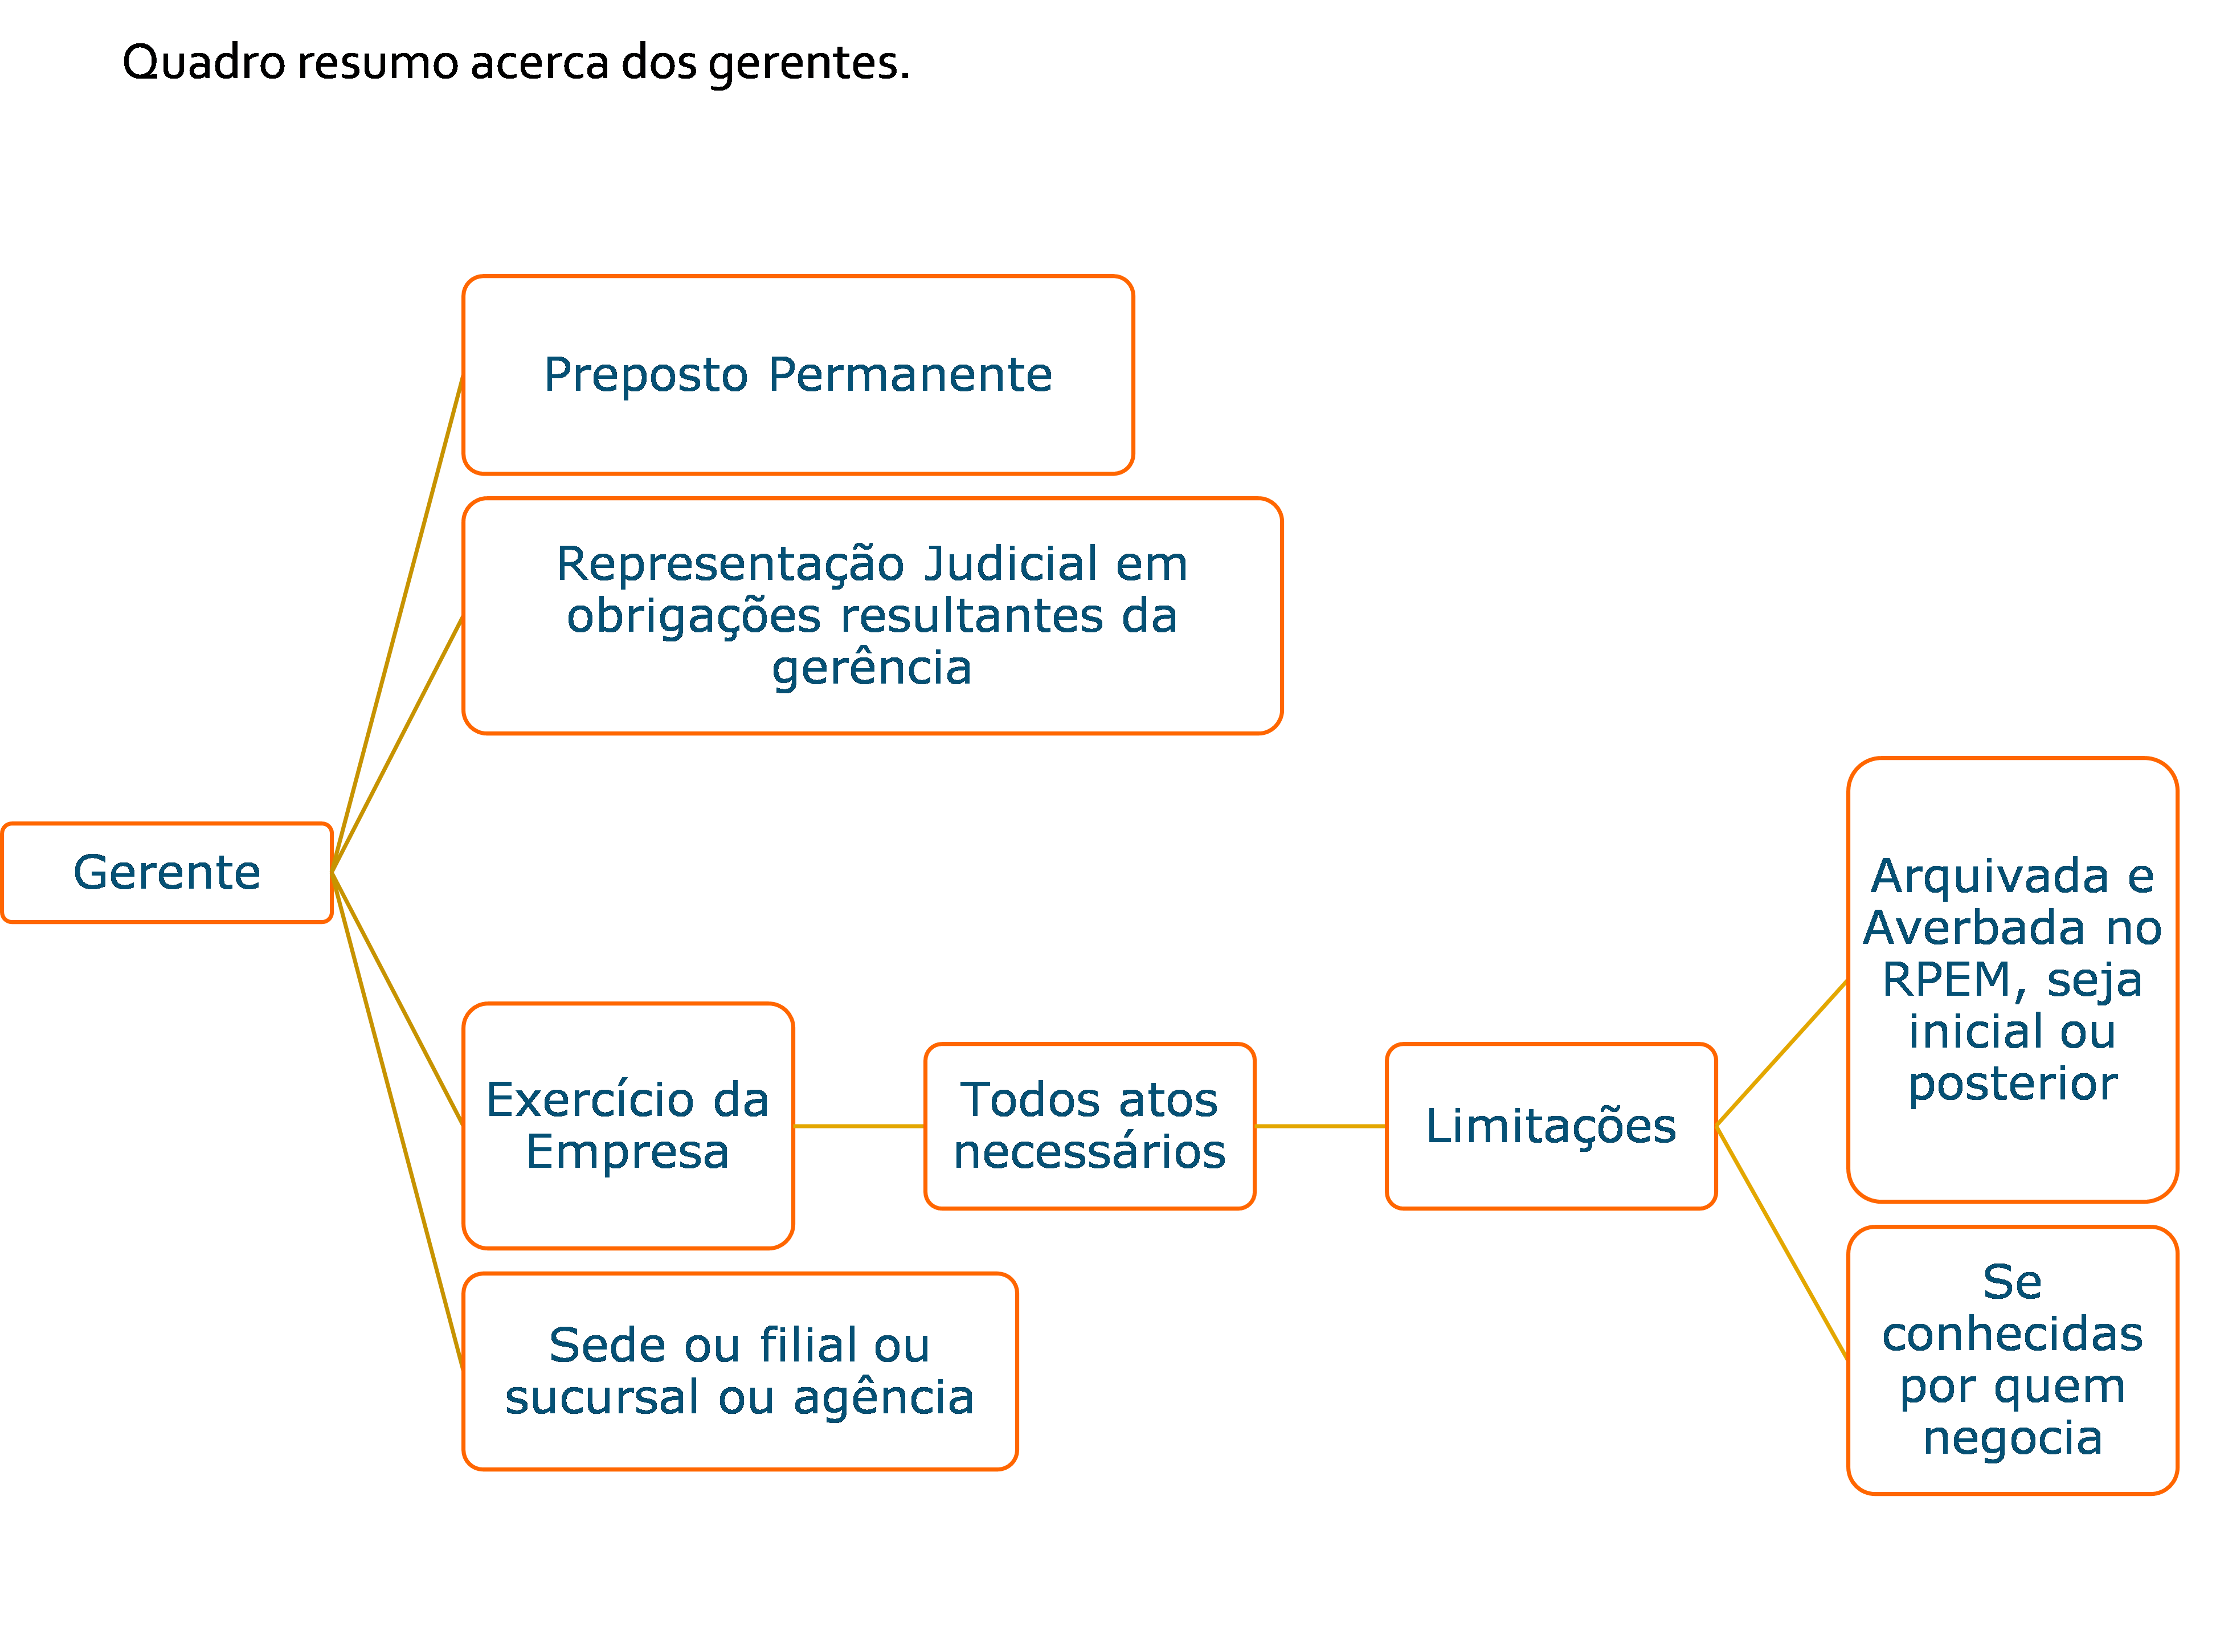 Quadro resumo acerca dos gerentes.
Preposto Permanente
Representação Judicial em
obrigações resultantes da
gerência
Gerente
Exercício da
Empresa
Todos atos
necessários
Limitações
Arquivada e
Averbada no
RPEM, seja
inicial ou
posterior
Se
conhecidas
por quem
negocia
Sede ou filial ou
sucursal ou agência